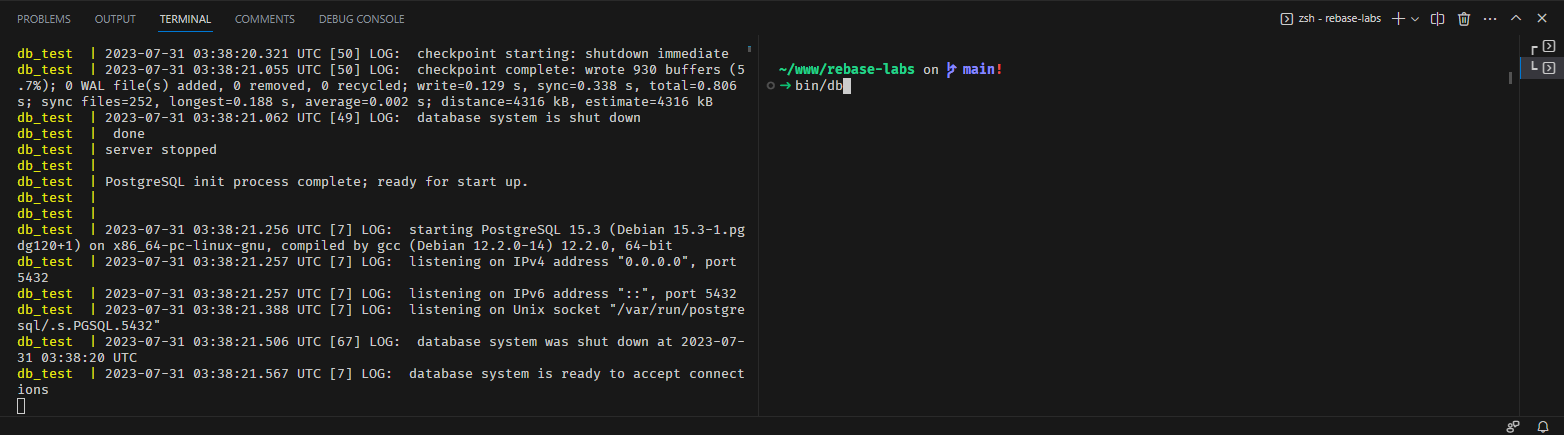 PROBLEMS OUTPUT TERMINAL COMMENTS DEBUG CONSOLE zsh - rebase-labs
db_test | 2023-07-31 03:38:20.321 UTC [50] LOG: checkpoint starting: shutdown immediate
db_test | 2023-07-31 03:38:21.055 UTC [50] LOG: checkpoint complete: wrote 930 buffers (5
.7%); 0 WAL file(s) added, 0 removed, 0 recycled; write=0.129 s, sync=0.338 s, total=0.806
s; sync files=252, longest=0.188 s, average=0.002 s; distance=4316 kB, estimate=4316 kB
db_test | 2023-07-31 03:38:21.062 UTC [49] LOG: database system is shut down
db_test | done
db_test | server stopped
db_test |
db_test | PostgreSQL init process complete; ready for start up.
db_test |
db_test |
db_test | 2023-07-31 03:38:21.256 UTC [7] LOG: starting PostgreSQL 15.3 (Debian 15.3-1.pg
dg120+1) on x86_64-pc-linux-gnu, compiled by gcc (Debian 12.2.0-14) 12.2.0, 64-bit
db_test | 2023-07-31 03:38:21.257 UTC [7] LOG: listening on IPv4 address "0.0.0.0", port
5432
db_test | 2023-07-31 03:38:21.257 UTC [7] LOG: listening on IPv6 address "::", port 5432
db_test | 2023-07-31 03:38:21.388 UTC [7] LOG: listening on Unix socket "/var/run/postgre
sql/.s.PGSQL.5432"
db_test | 2023-07-31 03:38:21.506 UTC [67] LOG: database system was shut down at 2023-07-
31 03:38:20 UTC
db_test | 2023-07-31 03:38:21.567 UTC [7] LOG: database system is ready to accept connect
ions
~/www/rebase-labs on main!
→ bin/db